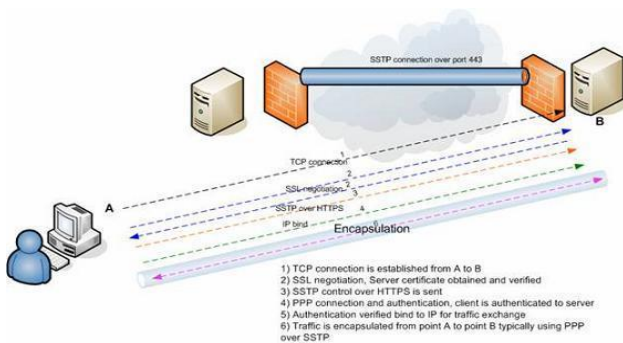 SSTP connection over port 443
B
1
TCP connection
2
SSL negotiation
2
3
A
SSTP over HTTPS
4
IP bind
6
Encapsulation
1) TCP connection is established from A to B
2) SSL negotiation, Server certificate obtained and verified
3) SSTP control over HTTPS is sent
4) PPP connection and authentication, client is authenticated to server
5) Authentication verified bind to IP for traffic exchange
6) Traffic is encapsulated from point A to point B typically using PPP
over SSTP